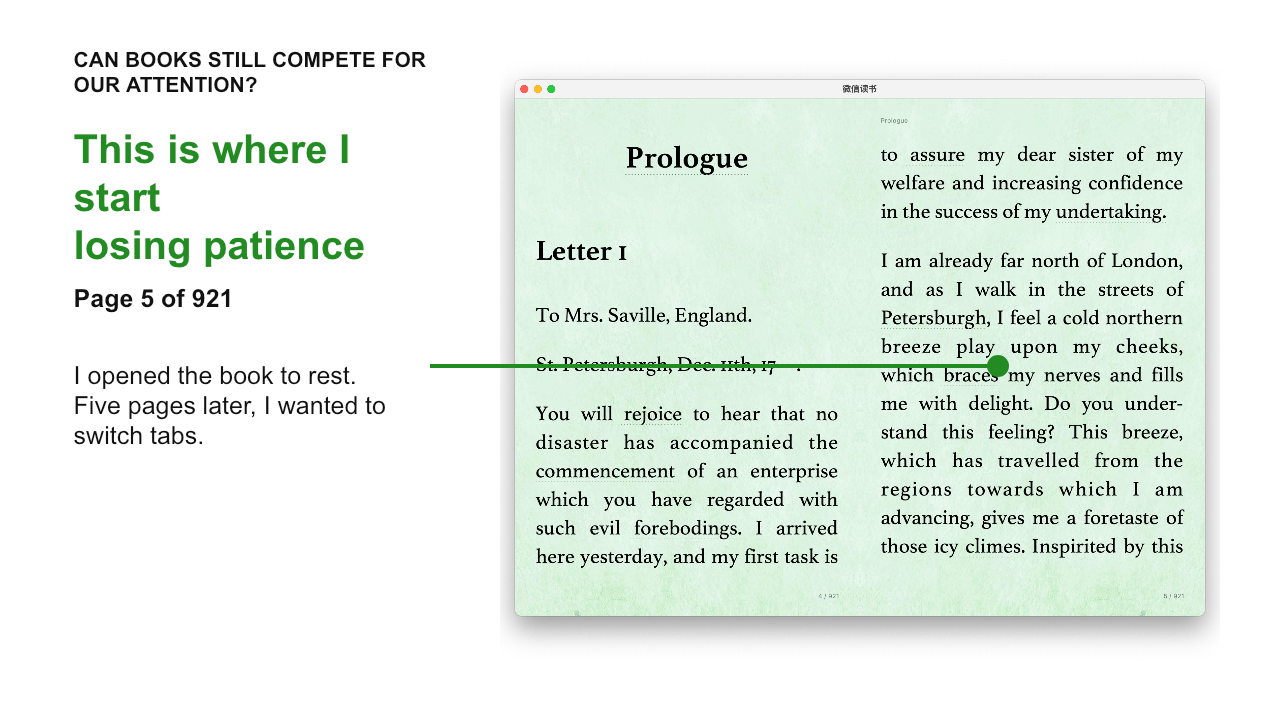 CAN BOOKS STILL COMPETE FOR
OUR ATTENTION?
This is where I
start
losing patience
Page 5 of 921
I opened the book to rest.
Five pages later, I wanted to
switch tabs.
微信读书
Prologue
Letter 1
To Mrs. Saville, England.
St. Petersburgh, Dec. 11th, 17 .
You will rejoice to hear that no
disaster has accompanied the
commencement of an enterprise
which you have regarded with
such evil forebodings. I arrived
here yesterday, and my first task is
4 / 921
Prologue
to assure my dear sister of my
welfare and increasing confidence
in the success of my undertaking.
I am already far north of London,
and as I walk in the streets of
Petersburgh, I feel a cold northern
breeze play upon my cheeks,
which braces my nerves and fills
me with delight. Do you under-
stand this feeling? This breeze,
which has travelled from the
regions towards which I am
advancing, gives me a foretaste of
those icy climes. Inspirited by this
5 / 921